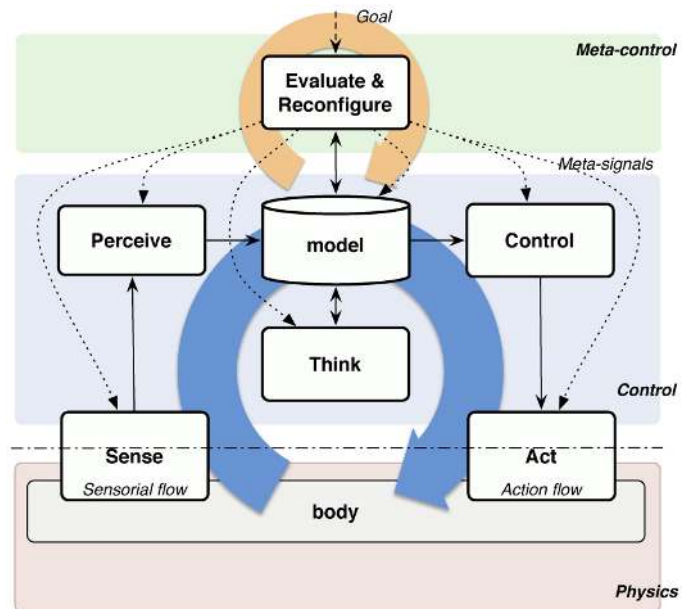 Goal
Meta-control
Evaluate &
Reconfigure
Meta-signals
Perceive
model
Control
Think
Control
Sense
Act
Sensorial flow
Action flow
body
Physics